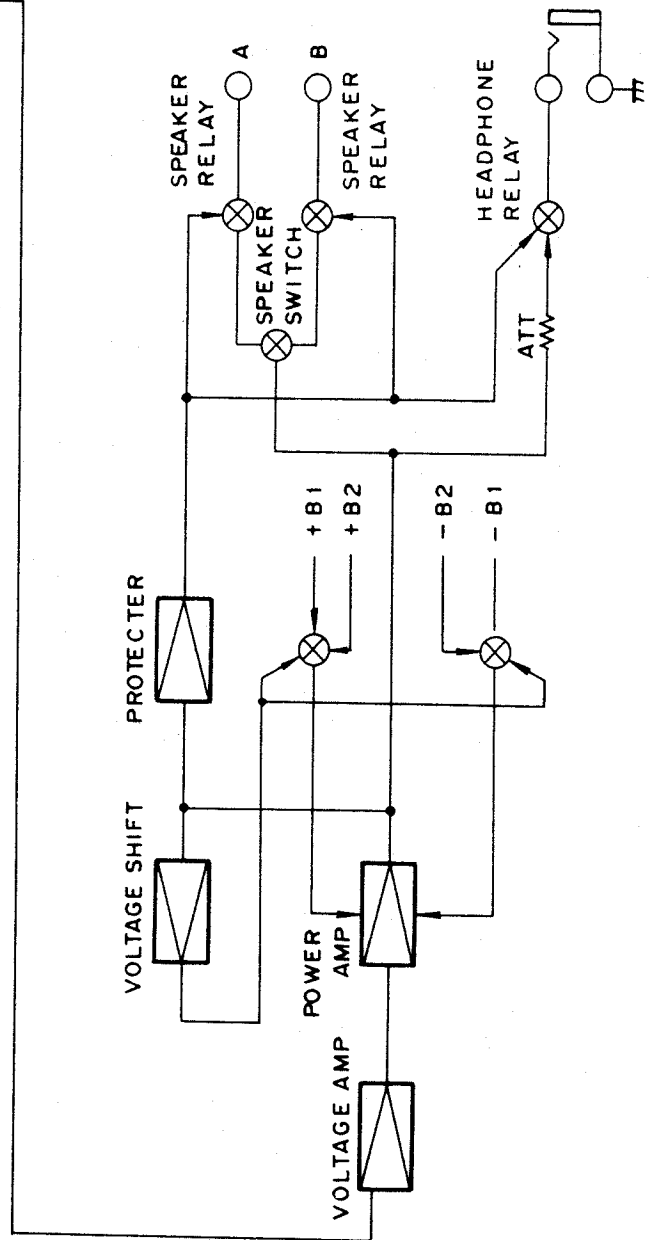 SPEAKER
RELAY
A
B
SPEAKER
SWITCH
SPEAKER
RELAY
HEADPHONE
RELAY
ATT
PROTECTER
+B1
+B2
-B2
-B1
VOLTAGE SHIFT
POWER
AMP
VOLTAGE AMP